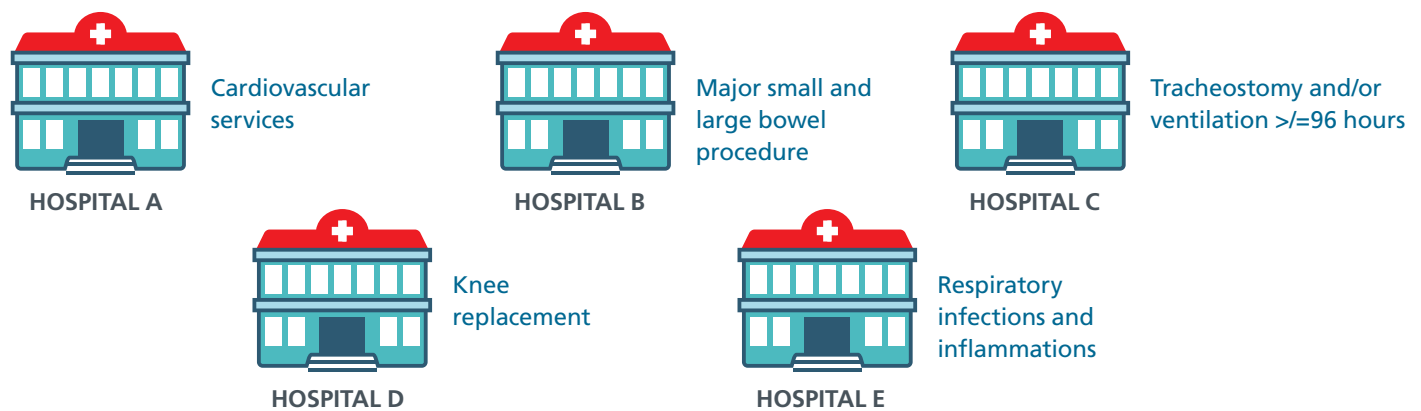 Cardiovascular
services
HOSPITAL A
Major small and
large bowel
procedure
HOSPITAL B
Tracheostomy and/or
ventilation >/=96 hours
HOSPITAL C
Knee
replacement
HOSPITAL D
Respiratory
infections and
inflammations
HOSPITAL E